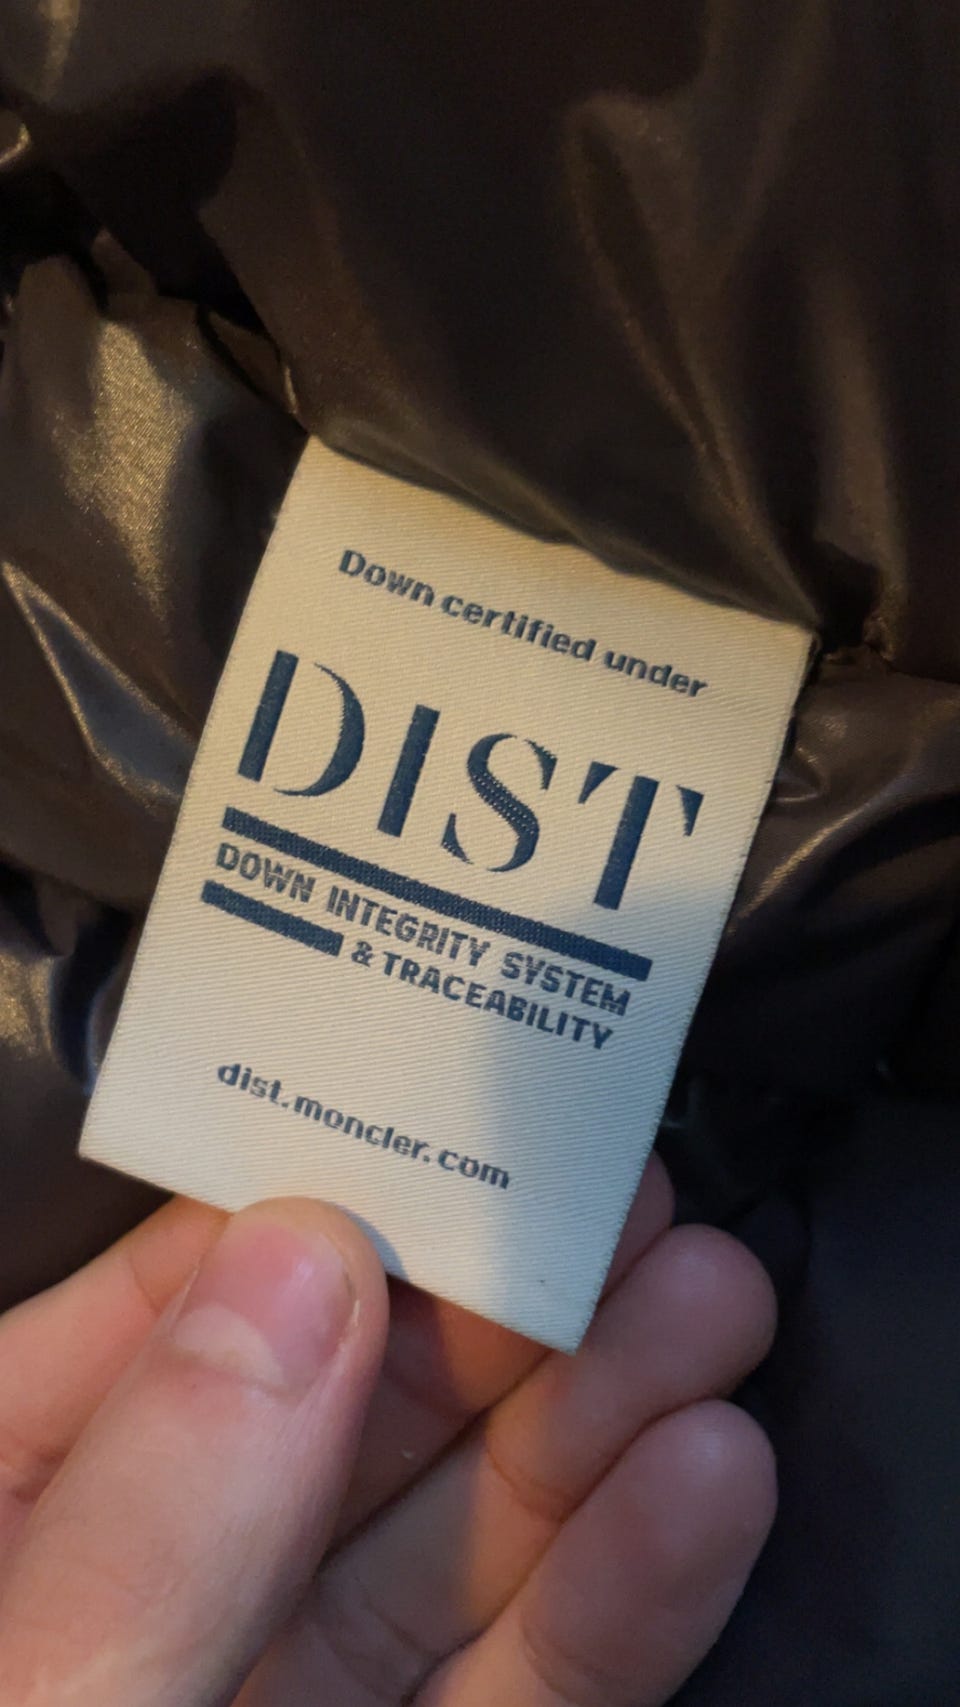 Down certified under
DIST
DOWN INTEGRITY SYSTEM
& TRACEABILITY
dist.moncler.com